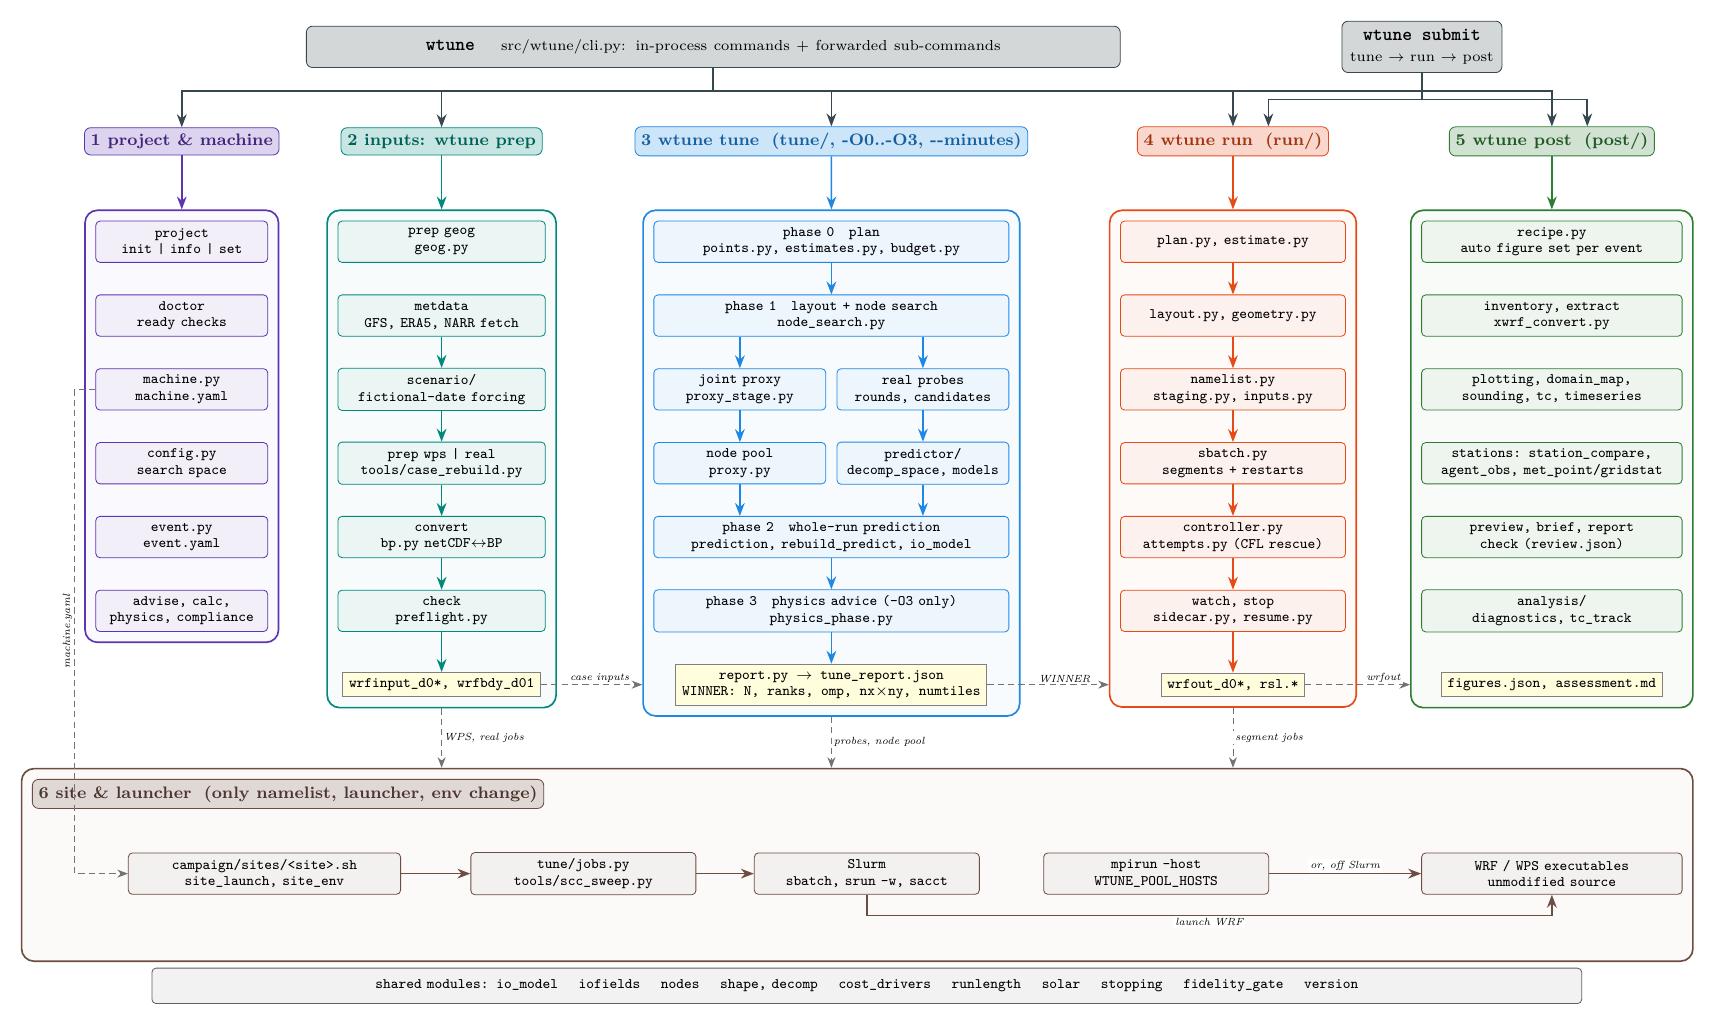 wtune src/wtune/cli.py: in-process commands + forwarded sub-commands
wtune submit
tune → run → post
1 project & machine
2 inputs: wtune prep
3 wtune tune (tune/, -O0..-O3, --minutes)
4 wtune run (run/)
5 wtune post (post/)
project
init | info | set
doctor
ready checks
machine.py
machine.yaml
config.py
search space
event.py
event.yaml
advise, calc,
physics, compliance
machine.yaml
prep geog
geog.py
metdata
GFS, ERA5, NARR fetch
scenario/
fictional-date forcing
prep wps | real
tools/case_rebuild.py
convert
bp.py netCDF↔BP
check
preflight.py
wrfinput_d0*, wrfbdy_d01
case inputs
phase 0 plan
points.py, estimates.py, budget.py
phase 1 layout + node search
node_search.py
joint proxy
proxy_stage.py
real probes
rounds, candidates
node pool
proxy.py
predictor/
decomp_space, models
phase 2 whole-run prediction
prediction, rebuild_predict, io_model
phase 3 physics advice (-O3 only)
physics_phase.py
report.py → tune_report.json
WINNER: N, ranks, omp, nx×ny, numtiles
WINNER
plan.py, estimate.py
layout.py, geometry.py
namelist.py
staging.py, inputs.py
sbatch.py
segments + restarts
controller.py
attempts.py (CFL rescue)
watch, stop
sidecar.py, resume.py
wrfout_d0*, rsl.*
wrfout
recipe.py
auto figure set per event
inventory, extract
xwrf_convert.py
plotting, domain_map,
sounding, tc, timeseries
stations: station_compare,
agent_obs, met_point/gridstat
preview, brief, report
check (review.json)
analysis/
diagnostics, tc_track
figures.json, assessment.md
WPS, real jobs
probes, node pool
segment jobs
6 site & launcher (only namelist, launcher, env change)
campaign/sites/<site>.sh
site_launch, site_env
tune/jobs.py
tools/scc_sweep.py
Slurm
sbatch, srun -w, sacct
mpirun -host
WTUNE_POOL_HOSTS
or, off Slurm
WRF / WPS executables
unmodified source
launch WRF
shared modules: io_model iofields nodes shape, decomp cost_drivers runlength solar stopping fidelity_gate version